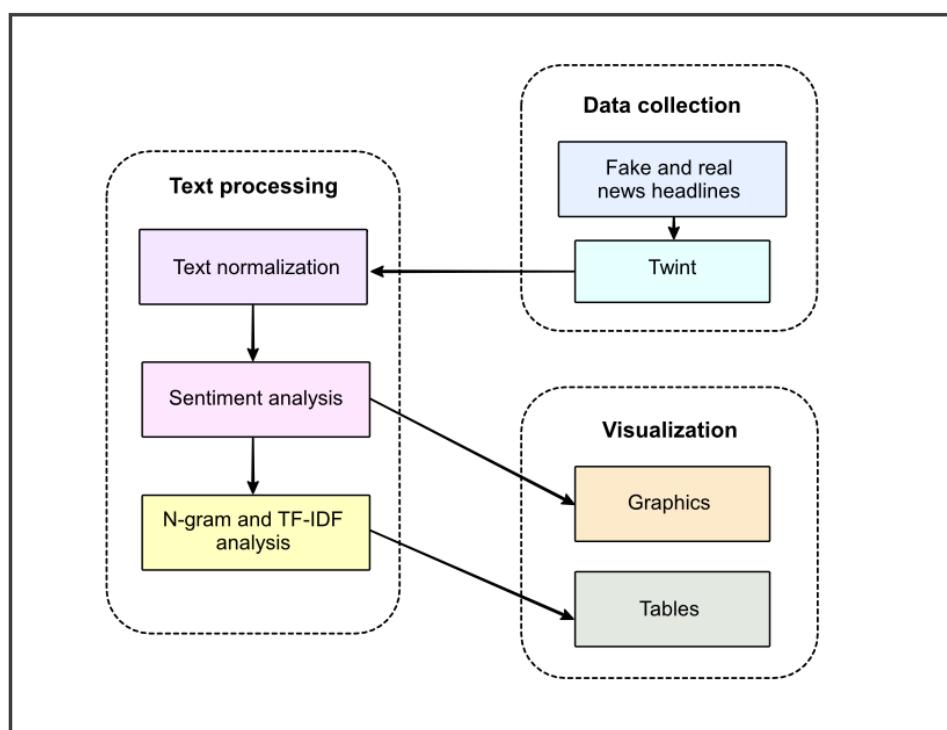 Data collection
Fake and real
news headlines
Twint
Text processing
Text normalization
Sentiment analysis
N-gram and TF-IDF
analysis
Visualization
Graphics
Tables